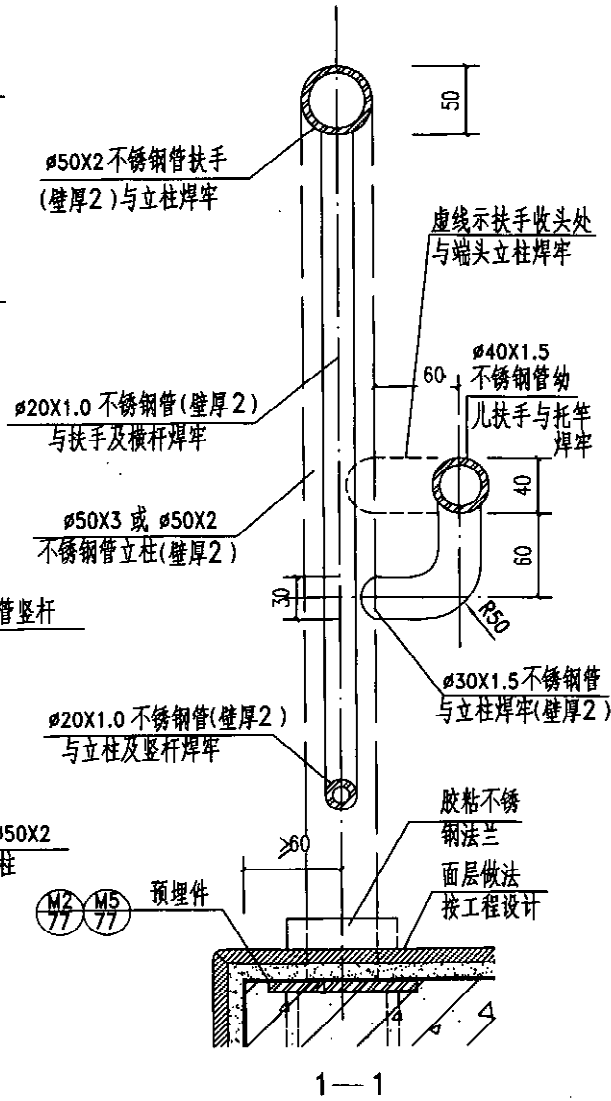 50
ø50X2 不锈钢管扶手
(壁厚2)与立柱焊牢
虚线示扶手收头处
与端头立柱焊牢
60
ø40X1.5
不锈钢管幼
儿扶手与托竿
焊牢
ø20X1.0 不锈钢管(壁厚2)
与扶手及横杆焊牢
40
ø50X3 或 ø50X2
不锈钢管立柱(壁厚2)
60
30
管竖杆
R50
ø30X1.5 不锈钢管
与立柱焊牢(壁厚2)
ø20X1.0 不锈钢管(壁厚2)
与立柱及竖杆焊牢
胶粘不锈
钢法兰
ø50X2
柱
≥60
面层做法
按工程设计
M2
77
M5
77
预埋件
1—1